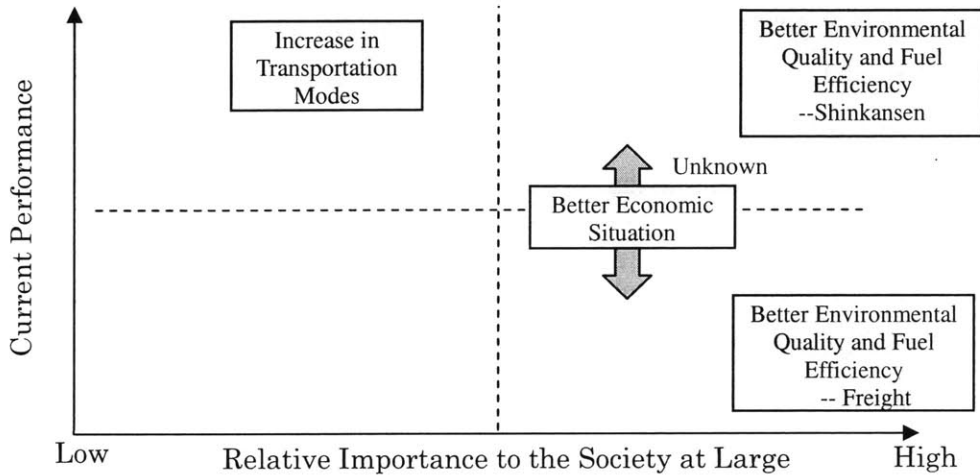 Increase in
Transportation
Modes
Better Environmental
Quality and Fuel
Efficiency
--Shinkansen
Unknown
Better Economic
Situation
Better Environmental
Quality and Fuel
Efficiency
-- Freight
Current Performance
Low
Relative Importance to the Society at Large
High